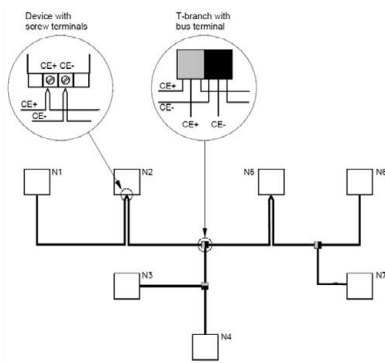 Device with
screw terminals
T-branch with
bus terminal
CE+ CE-
CE+
CE-
CE+
CE-
CE+ CE-
N1
N2
N5
N6
N3
N7
N4